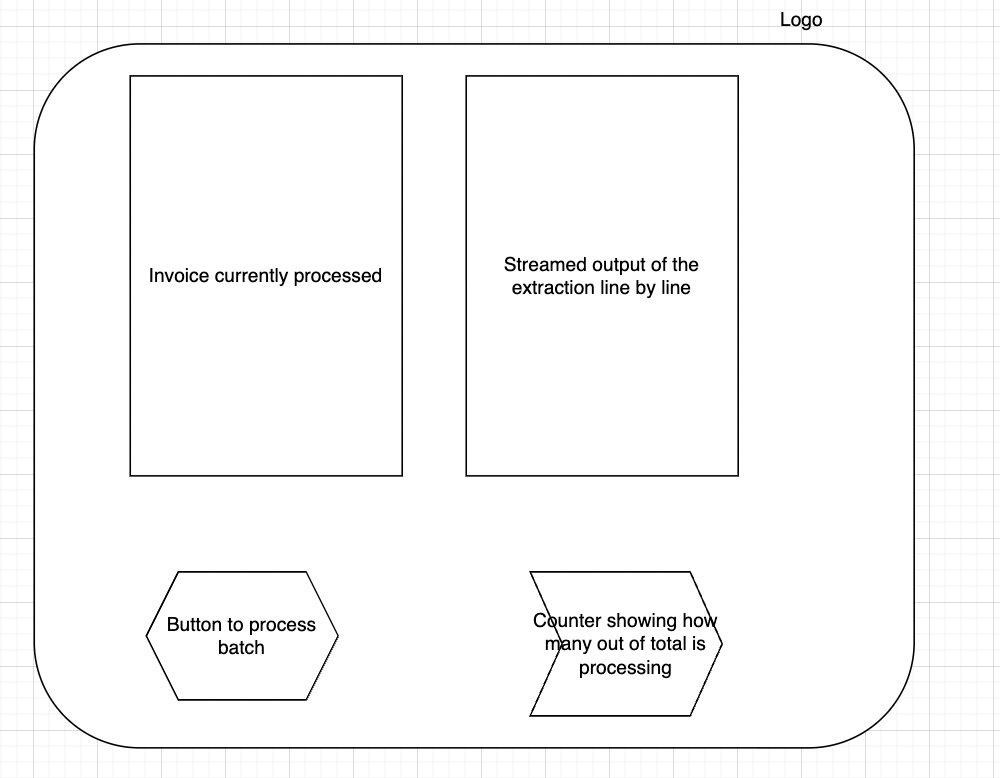 Logo
Invoice currently processed
Streamed output of the
extraction line by line
Button to process
batch
Counter showing how
many out of total is
processing